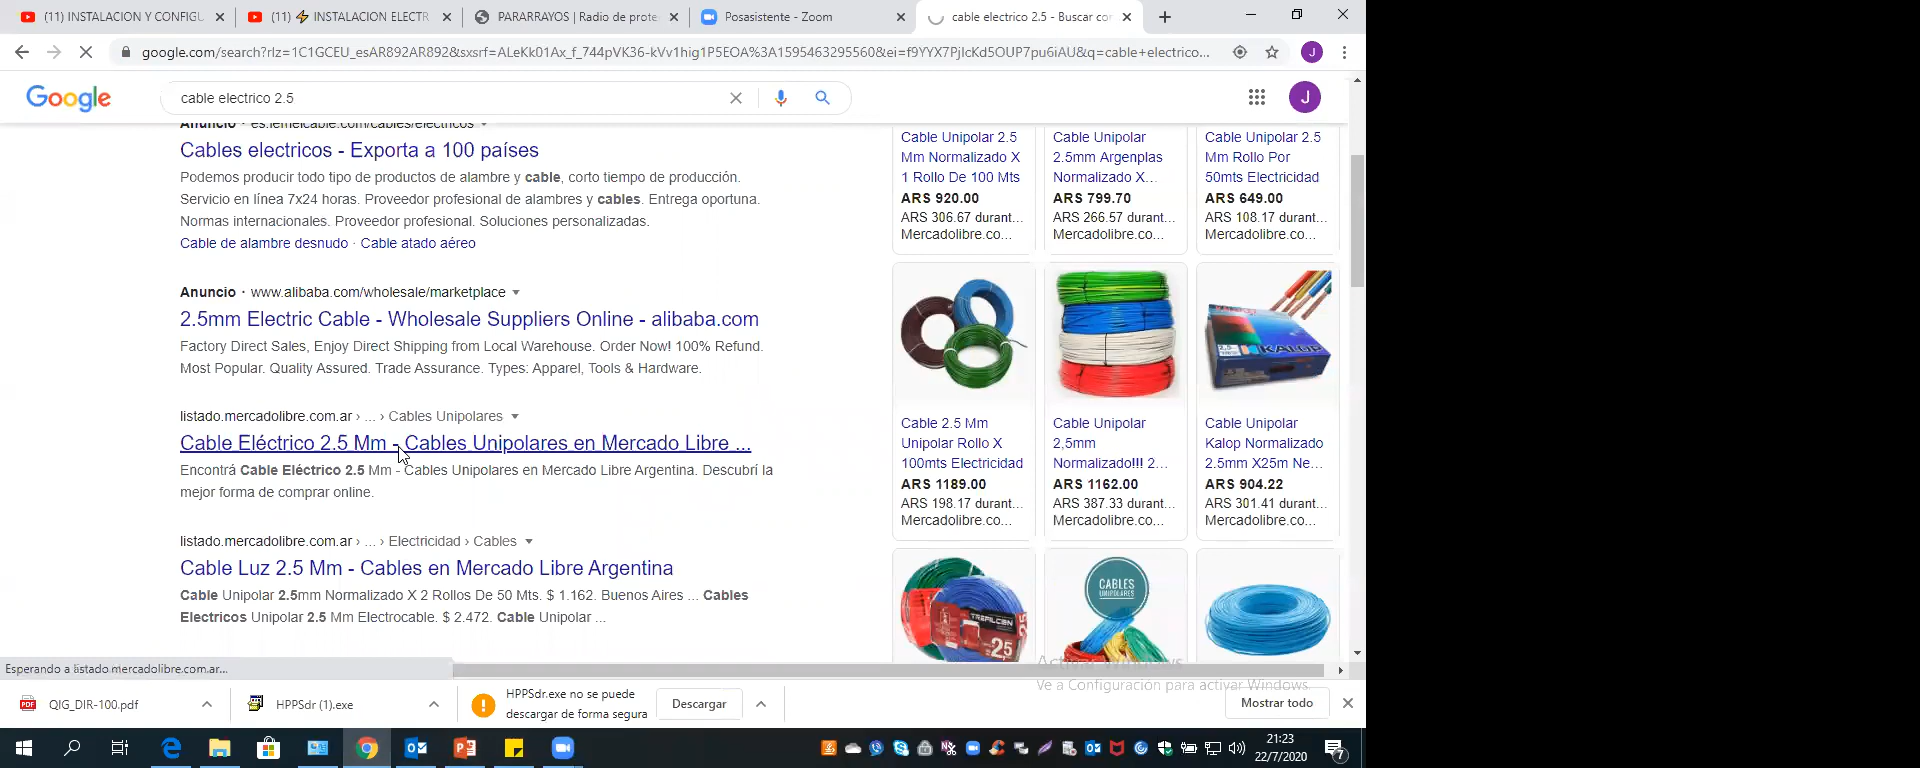 (11) INSTALACION Y CONFIGU
(11) ⚡ INSTALACION ELECTR
PARARRAYOS | Radio de prote
Posasistente - Zoom
cable electrico 2.5 - Buscar con
google.com/search?rlz=1C1GCEU_esAR892AR892&sxsrf=ALeKk01Ax_f_744pVK36-kVv1hig1P5EOA%3A1595463295560&ei=f9YYX7PjIcKd5OUP7pu6iAU&q=cable+electrico...
J
Google
cable electrico 2.5
J
Anuncio · es.lemeicable.com/cables/electricos
Cables electricos - Exporta a 100 países
Podemos producir todo tipo de productos de alambre y cable, corto tiempo de producción.
Servicio en línea 7x24 horas. Proveedor profesional de alambres y cables. Entrega oportuna.
Normas internacionales. Proveedor profesional. Soluciones personalizadas.
Cable de alambre desnudo · Cable atado aéreo
Anuncio · www.alibaba.com/wholesale/marketplace
2.5mm Electric Cable - Wholesale Suppliers Online - alibaba.com
Factory Direct Sales, Enjoy Direct Shipping from Local Warehouse. Order Now! 100% Refund.
Most Popular. Quality Assured. Trade Assurance. Types: Apparel, Tools & Hardware.
listado.mercadolibre.com.ar › ... › Cables Unipolares
Cable Eléctrico 2.5 Mm - Cables Unipolares en Mercado Libre ...
Encontrá Cable Eléctrico 2.5 Mm - Cables Unipolares en Mercado Libre Argentina. Descubrí la
mejor forma de comprar online.
listado.mercadolibre.com.ar › ... › Electricidad › Cables
Cable Luz 2.5 Mm - Cables en Mercado Libre Argentina
Cable Unipolar 2.5mm Normalizado X 2 Rollos De 50 Mts. $ 1.162. Buenos Aires ... Cables
Electricos Unipolar 2.5 Mm Electrocable. $ 2.472. Cable Unipolar ...
Cable Unipolar 2.5
Mm Normalizado X
1 Rollo De 100 Mts
ARS 920.00
ARS 306.67 durant...
Mercadolibre.co...
Cable Unipolar
2.5mm Argenplas
Normalizado X...
ARS 799.70
ARS 266.57 durant...
Mercadolibre.co...
Cable Unipolar 2.5
Mm Rollo Por
50mts Electricidad
ARS 649.00
ARS 108.17 durant...
Mercadolibre.co...
Cable 2.5 Mm
Unipolar Rollo X
100mts Electricidad
ARS 1189.00
ARS 198.17 durant...
Mercadolibre.co...
Cable Unipolar
2,5mm
Normalizado!!! 2...
ARS 1162.00
ARS 387.33 durant...
Mercadolibre.co...
KALOP
Cable Unipolar
Kalop Normalizado
2.5mm X25m Ne...
ARS 904.22
ARS 301.41 durant...
Mercadolibre.co...
TREFILCON
2.5
CABLES
UNIPOLARES
Esperando a listado.mercadolibre.com.ar...
Activar Windows
Ve a Configuración para activar Windows.
QIG_DIR-100.pdf
HPPSdr (1).exe
HPPSdr.exe no se puede
descargar de forma segura
Descargar
Mostrar todo
21:23
22/7/2020
7